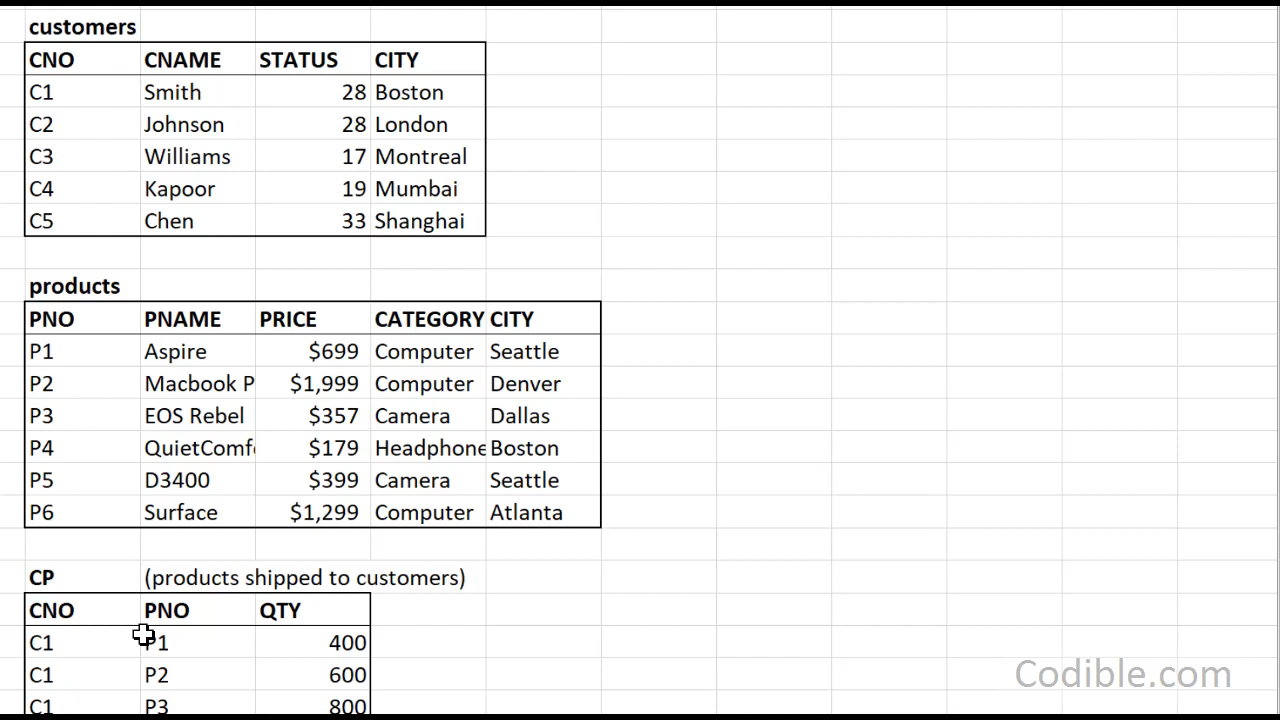 customers
CNO CNAME STATUS CITY
C1 Smith 28 Boston
C2 Johnson 28 London
C3 Williams 17 Montreal
C4 Kapoor 19 Mumbai
C5 Chen 33 Shanghai
products
PNO PNAME PRICE CATEGORY CITY
P1 Aspire $699 Computer Seattle
P2 Macbook P $1,999 Computer Denver
P3 EOS Rebel $357 Camera Dallas
P4 QuietComfo $179 Headphone Boston
P5 D3400 $399 Camera Seattle
P6 Surface $1,299 Computer Atlanta
CP (products shipped to customers)
CNO PNO QTY
C1 P1 400
C1 P2 600
C1 P3 800
Codible.com